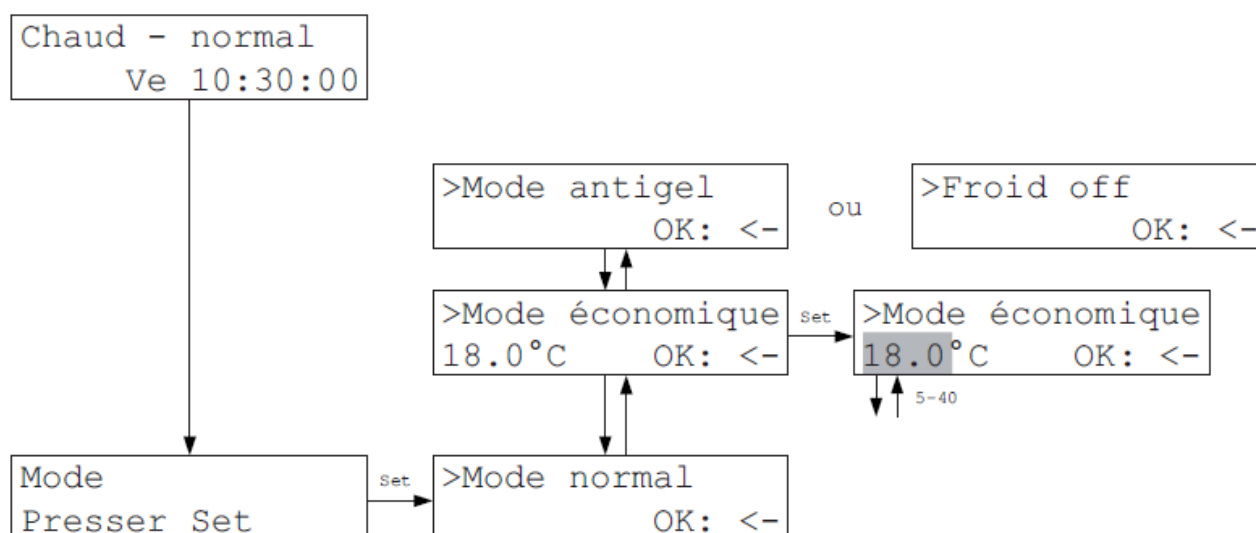 Chaud - normal
Ve 10:30:00
>Mode antigel
OK: <-
ou
>Froid off
OK: <-
>Mode économique
18.0°C OK: <-
Set
>Mode économique
18.0°C OK: <-
5-40
Mode
Presser Set
Set
>Mode normal
OK: <-